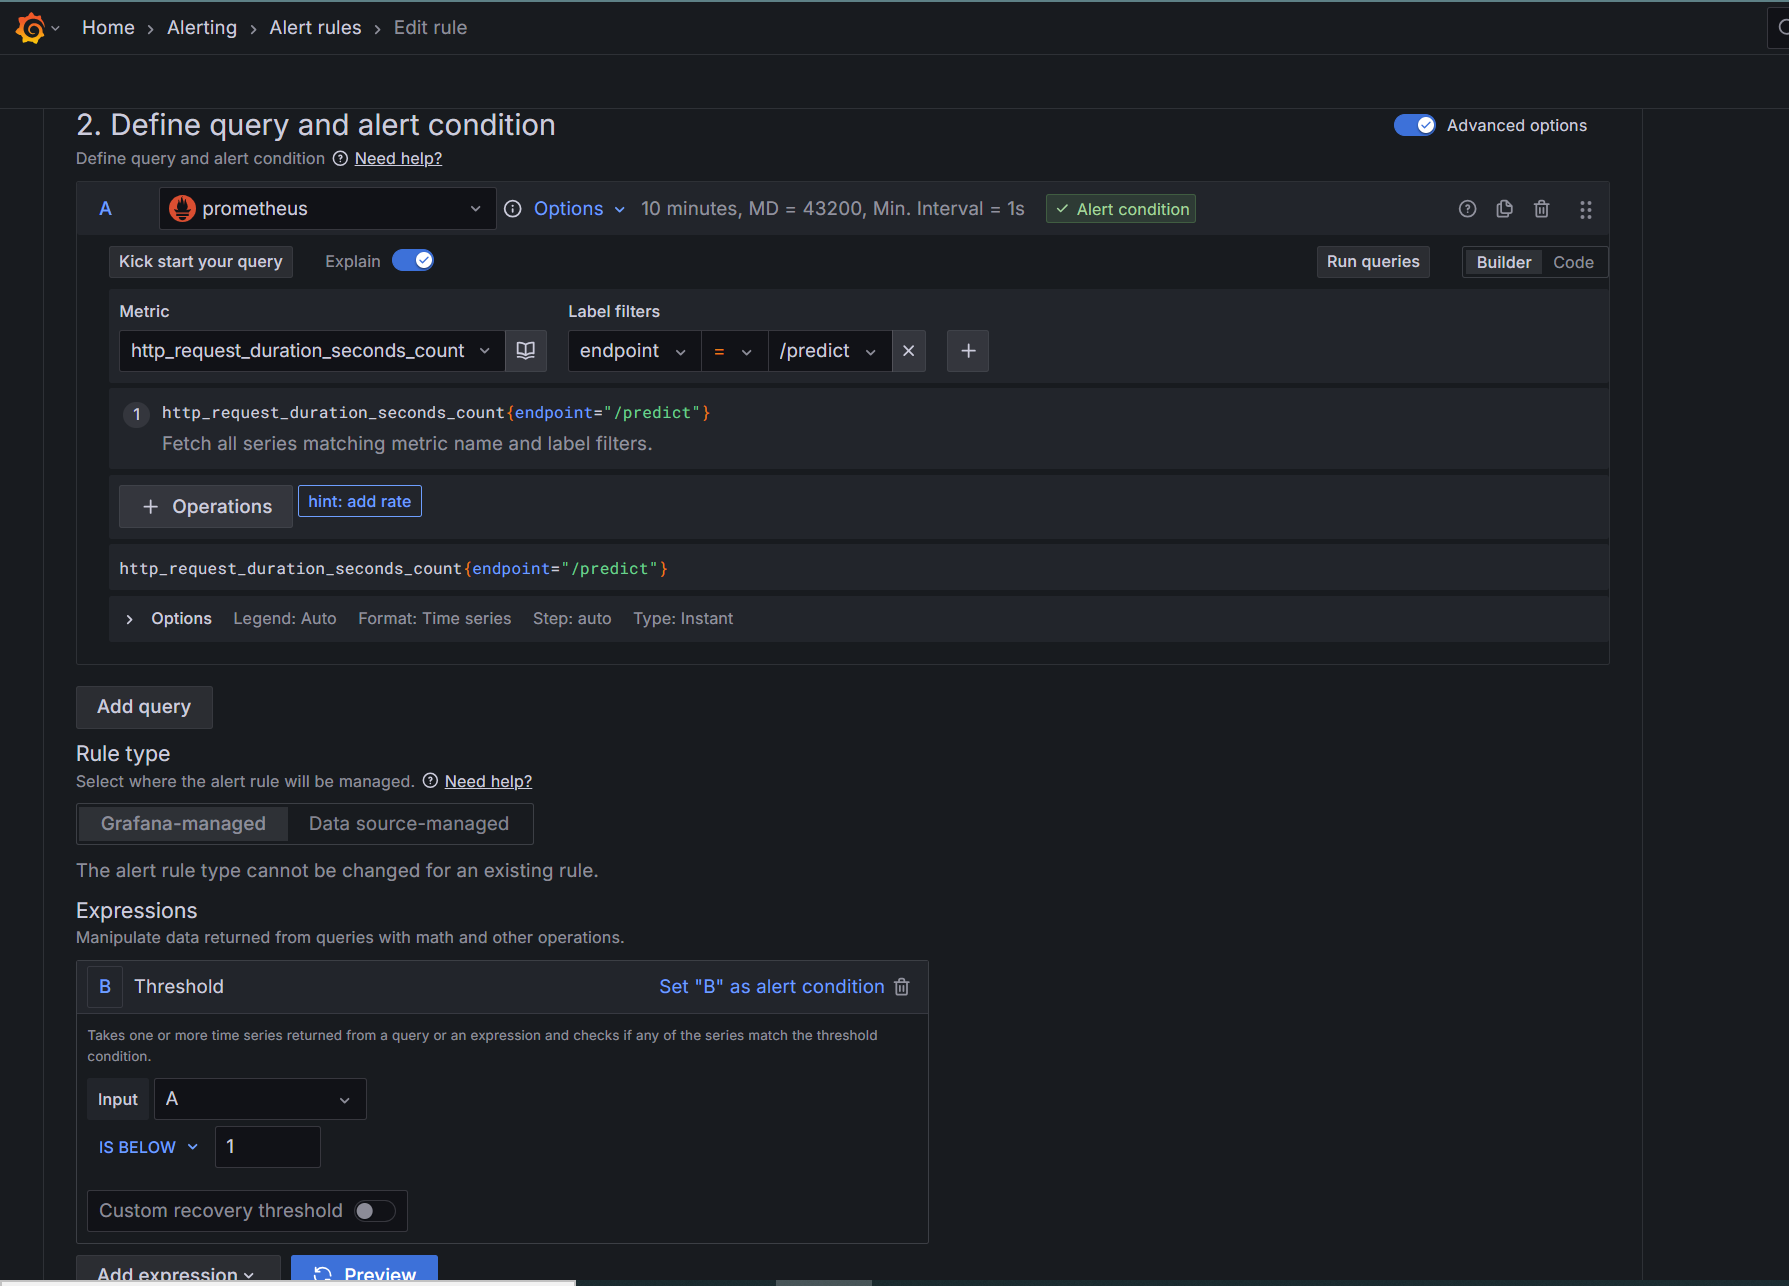 Home › Alerting › Alert rules › Edit rule
2. Define query and alert condition
Advanced options
Define query and alert condition Need help?
A prometheus Options 10 minutes, MD = 43200, Min. Interval = 1s Alert condition
Kick start your query Explain Run queries Builder Code
Metric Label filters
http_request_duration_seconds_count endpoint = /predict
1 http_request_duration_seconds_count{endpoint="/predict"}
Fetch all series matching metric name and label filters.
+ Operations hint: add rate
http_request_duration_seconds_count{endpoint="/predict"}
Options Legend: Auto Format: Time series Step: auto Type: Instant
Add query
Rule type
Select where the alert rule will be managed. Need help?
Grafana-managed Data source-managed
The alert rule type cannot be changed for an existing rule.
Expressions
Manipulate data returned from queries with math and other operations.
B Threshold Set "B" as alert condition
Takes one or more time series returned from a query or an expression and checks if any of the series match the threshold
condition.
Input A
IS BELOW 1
Custom recovery threshold
Add expression Preview